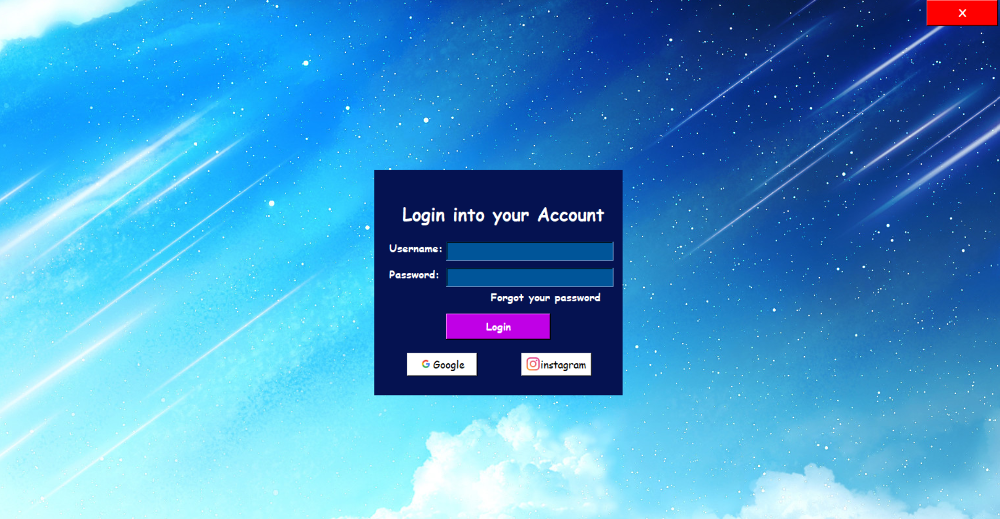 X
Login into your Account
Username:
Password:
Forgot your password
Login
Google
instagram